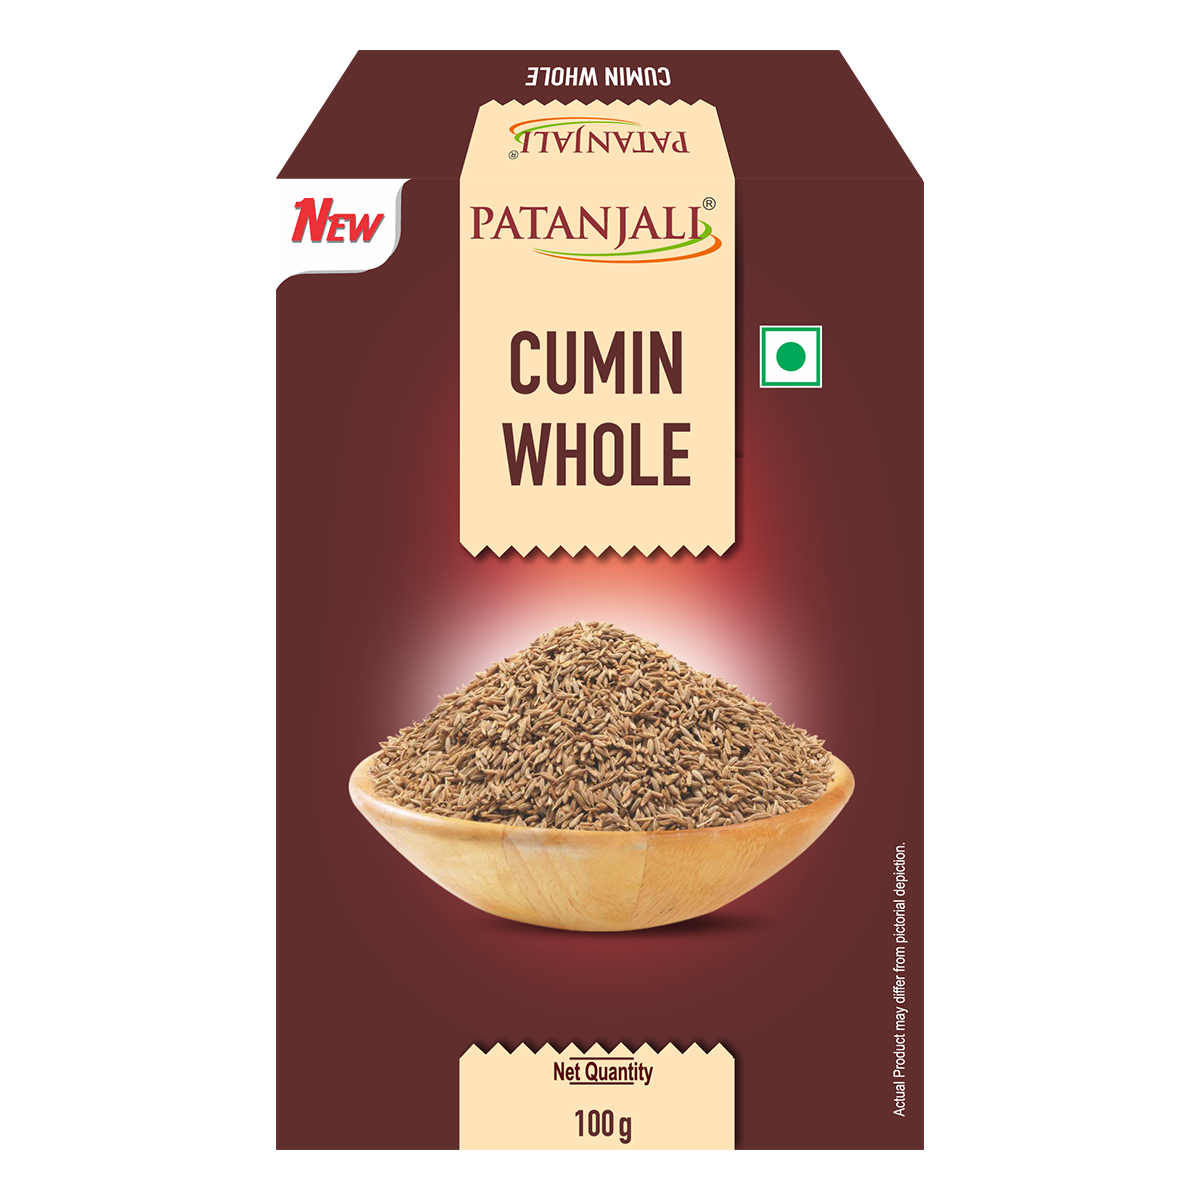 CUMIN WHOLE
PATANJALI®
NEW
PATANJALI®
CUMIN
WHOLE
Actual Product may differ from pictorial depiction.
Net Quantity
100 g